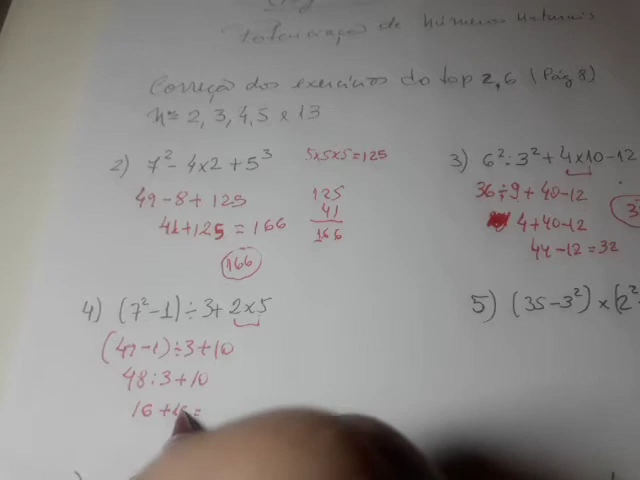 Potenciação de números naturais
Correção dos exercícios do top 2,6 (Pág 8)
nos 2, 3, 4, 5 e 13
2) 7² - 4x2 + 5³
5x5x5=125
49 - 8 + 125
41+125 = 166
125
41
166
166
3) 6² : 3² + 4x10-12
36 ÷ 9 + 40-12
4+40-12
44-12 = 32
4) (7²-1) ÷ 3 + 2x5
(49-1) ÷ 3 + 10
48 : 3 + 10
16 + 10 =
5) (35-3²) x (2²